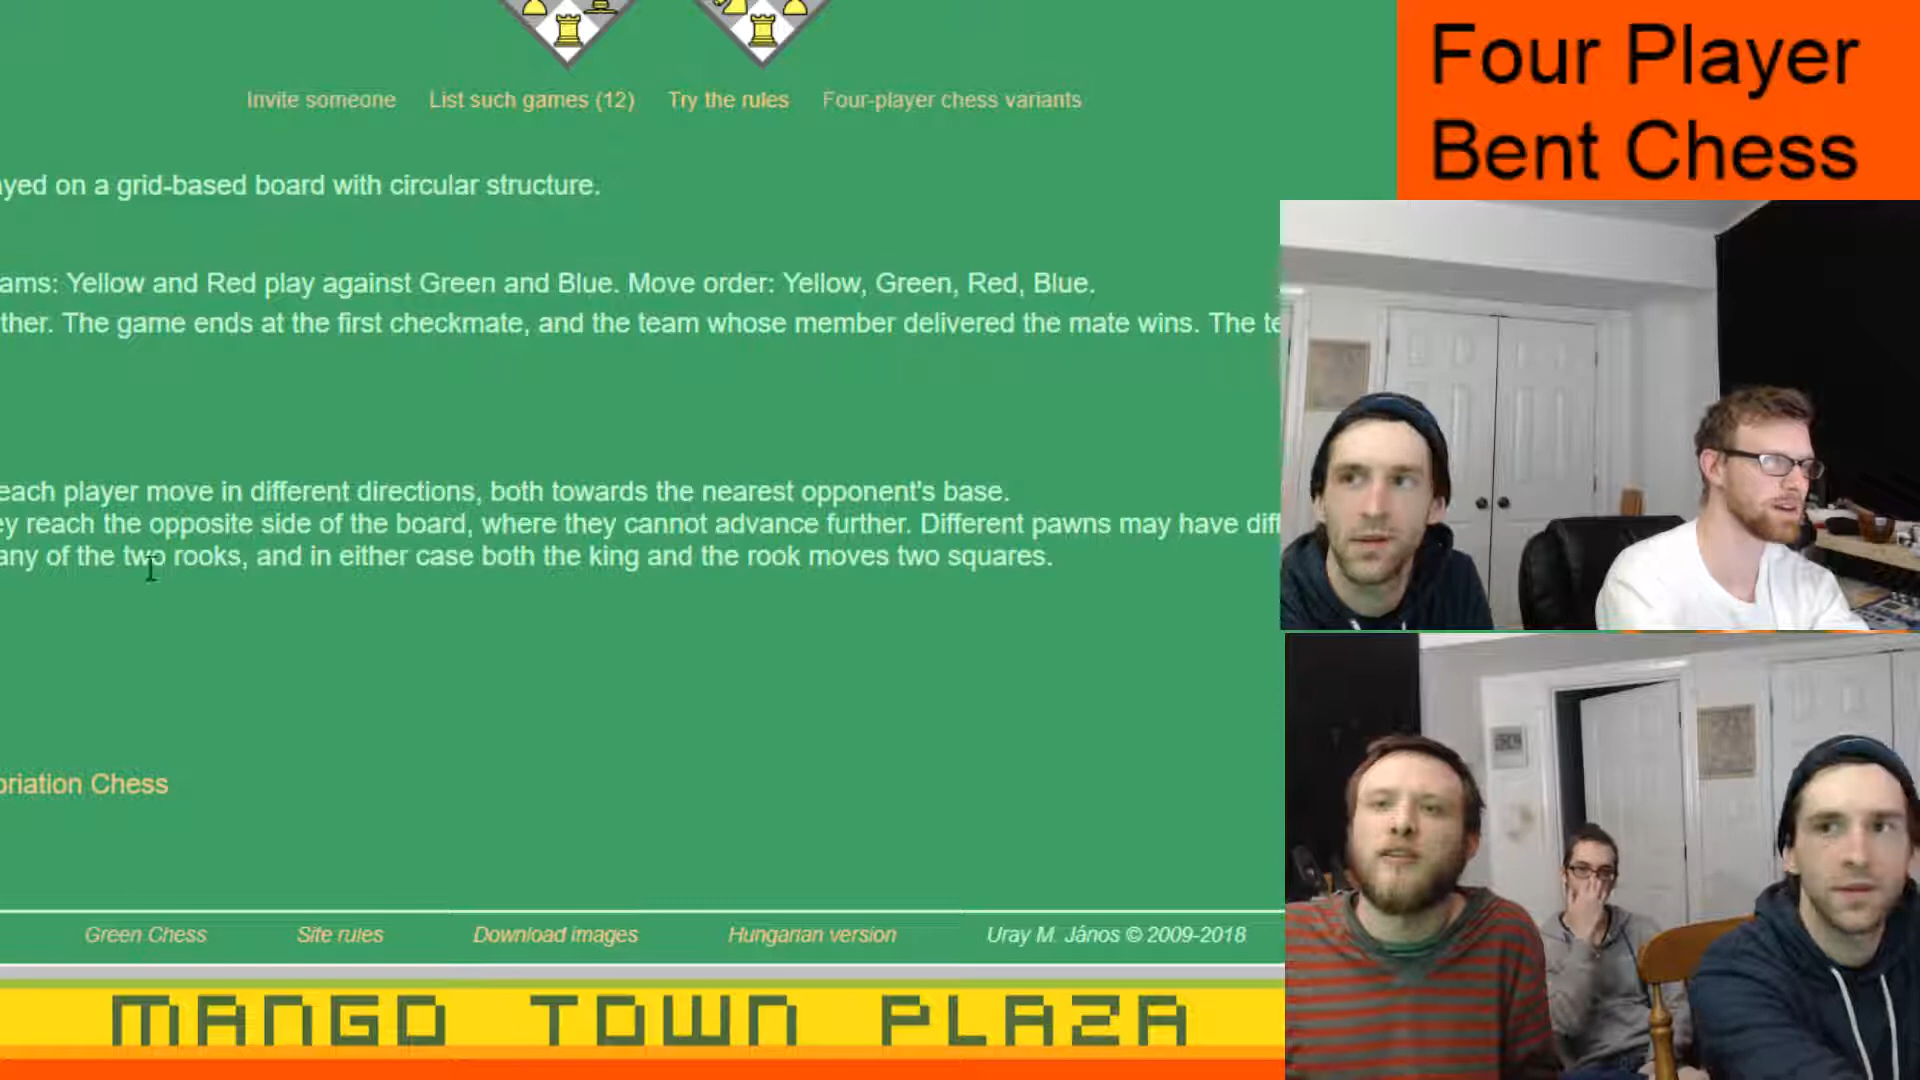 Four Player
Bent Chess
Invite someone List such games (12) Try the rules Four-player chess variants
yed on a grid-based board with circular structure.
ams: Yellow and Red play against Green and Blue. Move order: Yellow, Green, Red, Blue.
ther. The game ends at the first checkmate, and the team whose member delivered the mate wins. The te
each player move in different directions, both towards the nearest opponent's base.
ey reach the opposite side of the board, where they cannot advance further. Different pawns may have diff
any of the two rooks, and in either case both the king and the rook moves two squares.
priation Chess
Green Chess Site rules Download images Hungarian version Uray M. János © 2009-2018
MANGO TOWN PLAZA